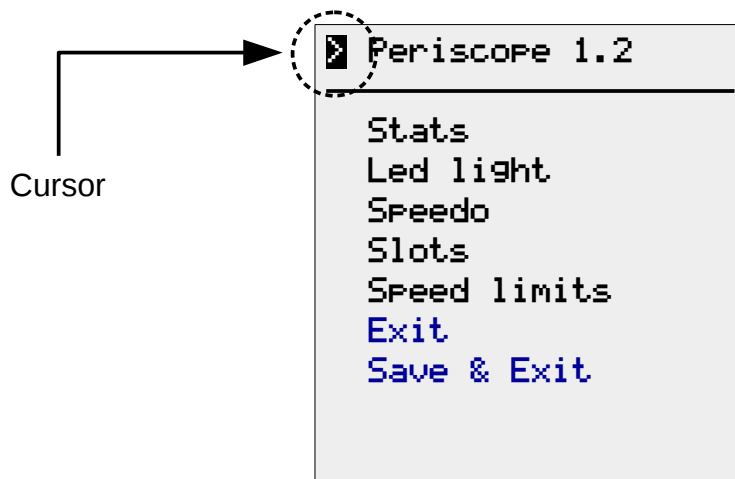 > Periscope 1.2
Cursor
Stats
Led light
Speedo
Slots
Speed limits
Exit
Save & Exit